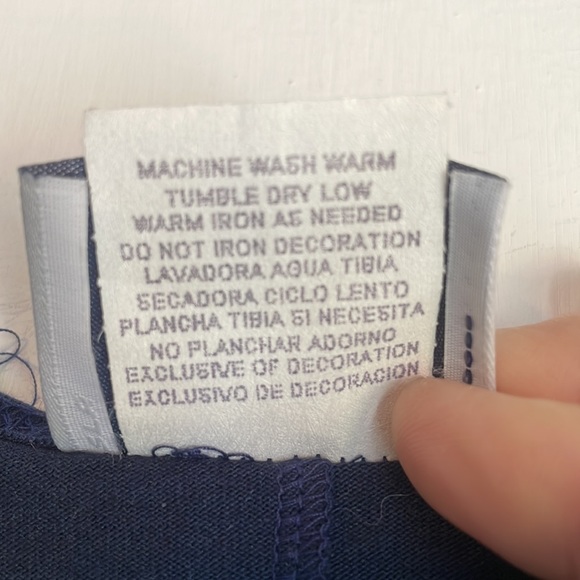 MACHINE WASH WARM
TUMBLE DRY LOW
WARM IRON AS NEEDED
DO NOT IRON DECORATION
LAVADORA AGUA TIBIA
SECADORA CICLO LENTO
PLANCHA TIBIA SI NECESITA
NO PLANCHAR ADORNO
EXCLUSIVE OF DECORATION
EXCLUSIVO DE DECORACION